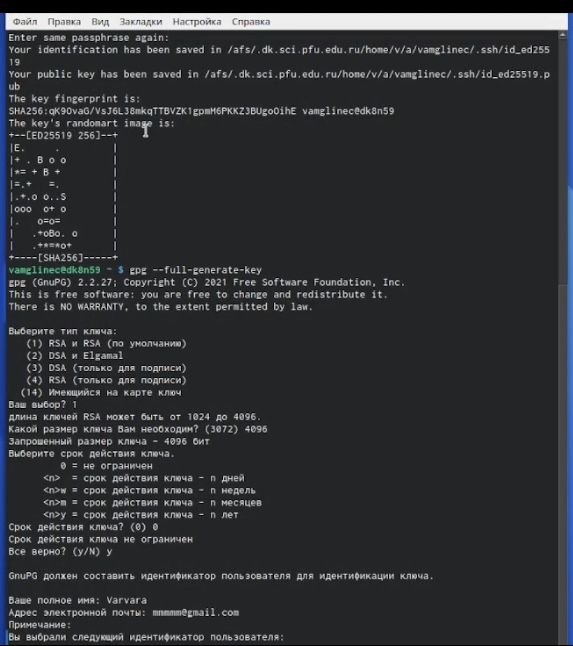 Файл Правка Вид Закладки Настройка Справка
Enter same passphrase again:
Your identification has been saved in /afs/.dk.sci.pfu.edu.ru/home/v/a/vamglinec/.ssh/id_ed255
19
Your public key has been saved in /afs/.dk.sci.pfu.edu.ru/home/v/a/vamglinec/.ssh/id_ed25519.p
ub
The key fingerprint is:
SHA256:qK9OvaG/VsJ6L38mkqTTBVZK1gpmM6PKKZ3BUgoOihE vamglinec@dk8n59
The key's randomart image is:
+--[ED25519 256]--+
|E.     .         |
|+ . B o o        |
|*= + B +         |
|=.+   =.         |
|.+.o o..S        |
|ooo  o+ o        |
|.   o=o=         |
|   .+oBo. o      |
|   .+*=*o+       |
+----[SHA256]-----+
vamglinec@dk8n59 ~ $ gpg --full-generate-key
gpg (GnuPG) 2.2.27; Copyright (C) 2021 Free Software Foundation, Inc.
This is free software: you are free to change and redistribute it.
There is NO WARRANTY, to the extent permitted by law.
Выберите тип ключа:
(1) RSA и RSA (по умолчанию)
(2) DSA и Elgamal
(3) DSA (только для подписи)
(4) RSA (только для подписи)
(14) Имеющийся на карте ключ
Ваш выбор? 1
длина ключей RSA может быть от 1024 до 4096.
Какой размер ключа Вам необходим? (3072) 4096
Запрошенный размер ключа - 4096 бит
Выберите срок действия ключа.
0 = не ограничен
<n> = срок действия ключа - n дней
<n>w = срок действия ключа - n недель
<n>m = срок действия ключа - n месяцев
<n>y = срок действия ключа - n лет
Срок действия ключа? (0) 0
Срок действия ключа не ограничен
Все верно? (y/N) y
GnuPG должен составить идентификатор пользователя для идентификации ключа.
Ваше полное имя: Varvara
Адрес электронной почты: mmmmm@gmail.com
Примечание:
Вы выбрали следующий идентификатор пользователя: